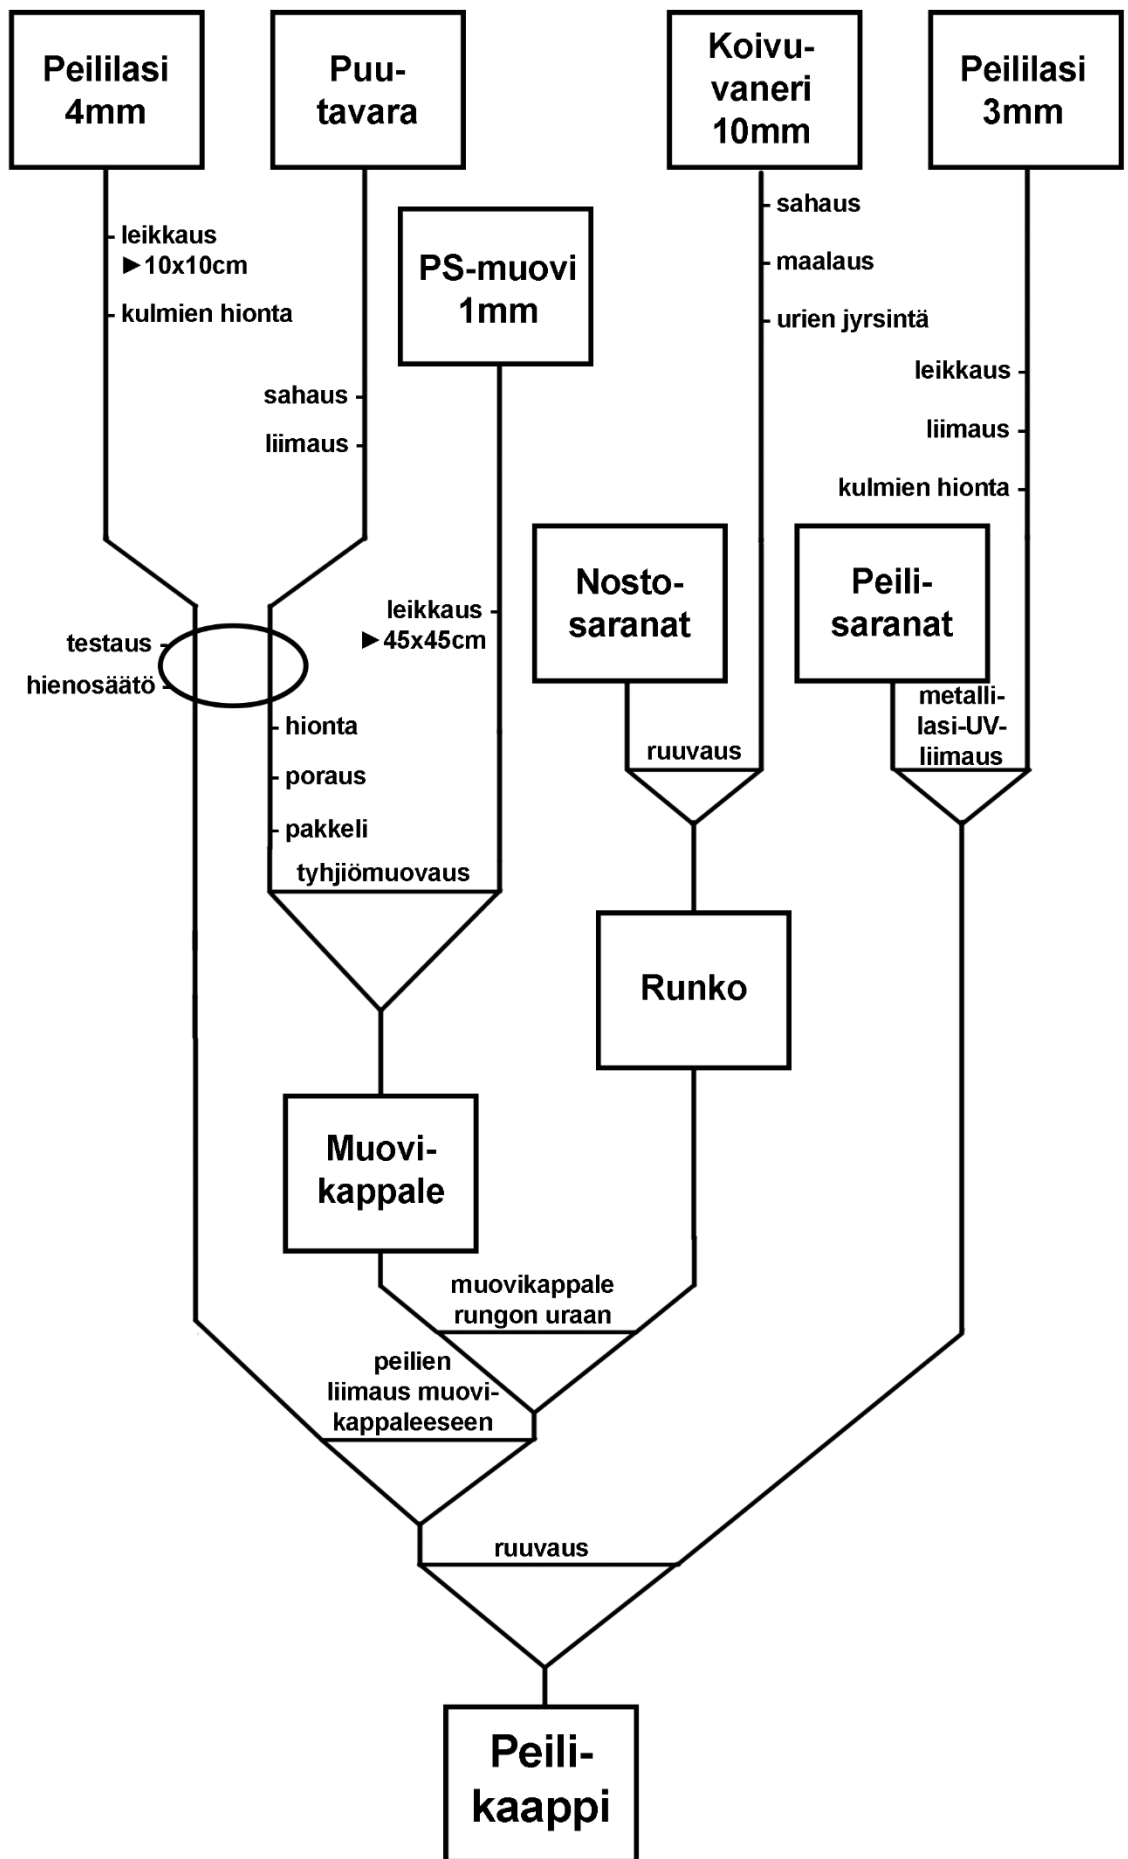 Peililasi
4mm
Puu-
tavara
Koivu-
vaneri
10mm
Peililasi
3mm
leikkaus
►10x10cm
kulmien hionta
PS-muovi
1mm
sahaus
maalaus
urien jyrsintä
sahaus
liimaus
leikkaus
liimaus
kulmien hionta
Nosto-
saranat
Peili-
saranat
leikkaus
►45x45cm
testaus
hienosäätö
hionta
poraus
pakkeli
tyhjiömuovaus
ruuvaus
metalli-
lasi-UV-
liimaus
Runko
Muovi-
kappale
muovikappale
rungon uraan
peilien
liimaus muovi-
kappaleeseen
ruuvaus
Peili-
kaappi